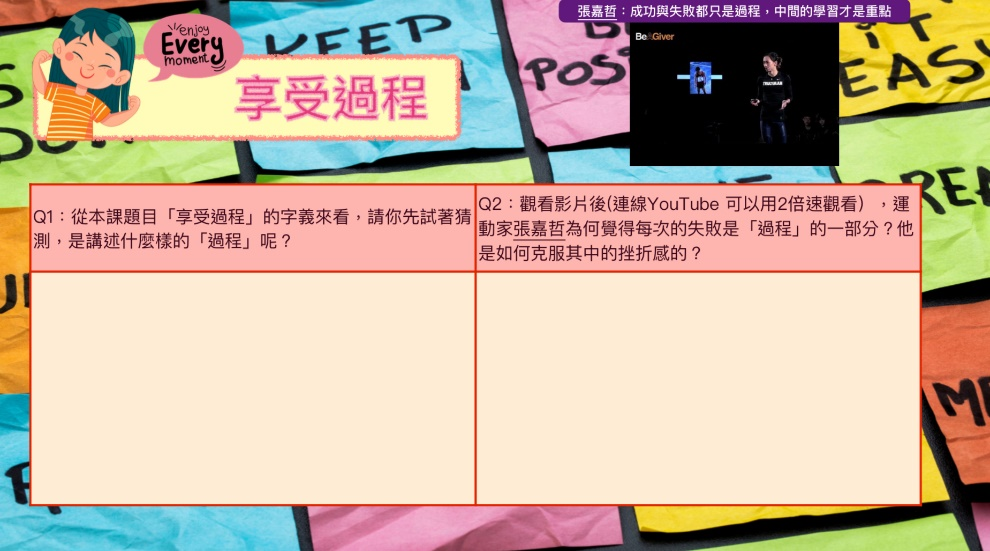 張嘉哲：成功與失敗都只是過程，中間的學習才是重點
enjoy
Every
moment
享受過程
BeAGiver
KEEP
IT
EASY
Q1：從本課題目「享受過程」的字義來看，請你先試著猜
測，是講述什麼樣的「過程」呢？
Q2：觀看影片後(連線YouTube 可以用2倍速觀看），運
動家張嘉哲為何覺得每次的失敗是「過程」的一部分？他
是如何克服其中的挫折感的？